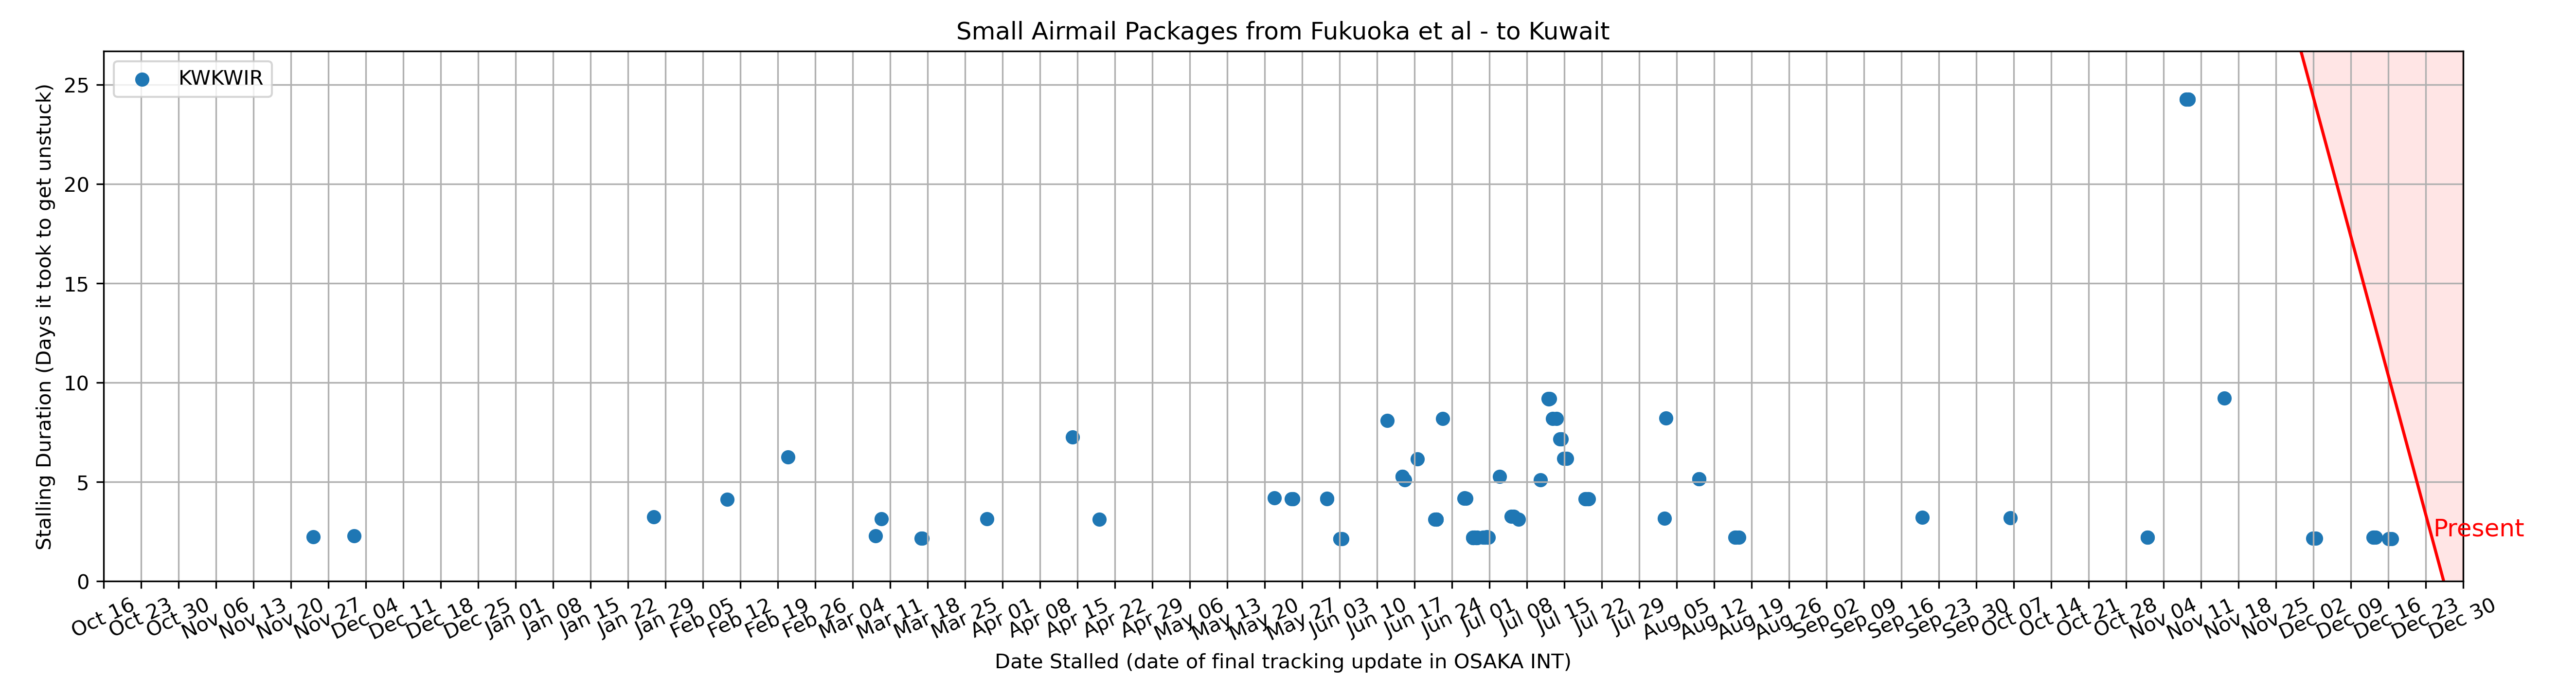 Small Airmail Packages from Fukuoka et al - to Kuwait
KWKWIR
Stalling Duration (Days it took to get unstuck)
25
20
15
10
5
0
Present
Oct 16 Oct 23 Oct 30 Nov 06 Nov 13 Nov 20 Nov 27 Dec 04 Dec 11 Dec 18 Dec 25 Jan 01 Jan 08 Jan 15 Jan 22 Jan 29 Feb 05 Feb 12 Feb 19 Feb 26 Mar 04 Mar 11 Mar 18 Mar 25 Apr 01 Apr 08 Apr 15 Apr 22 Apr 29 May 06 May 13 May 20 May 27 Jun 03 Jun 10 Jun 17 Jun 24 Jul 01 Jul 08 Jul 15 Jul 22 Jul 29 Aug 05 Aug 12 Aug 19 Aug 26 Sep 02 Sep 09 Sep 16 Sep 23 Sep 30 Oct 07 Oct 14 Oct 21 Oct 28 Nov 04 Nov 11 Nov 18 Nov 25 Dec 02 Dec 09 Dec 16 Dec 23 Dec 30
Date Stalled (date of final tracking update in OSAKA INT)